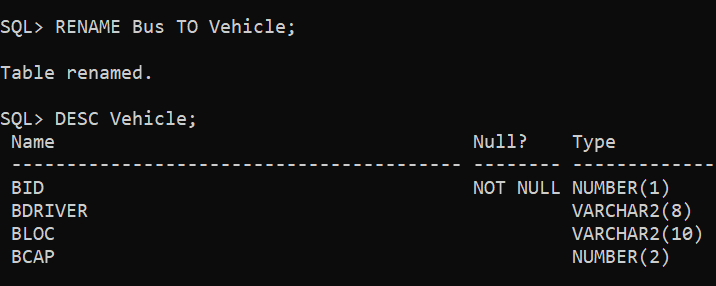 SQL> RENAME Bus TO Vehicle;
Table renamed.
SQL> DESC Vehicle;
Name Null? Type
----------------------------------------- -------- -------------
BID NOT NULL NUMBER(1)
BDRIVER VARCHAR2(8)
BLOC VARCHAR2(10)
BCAP NUMBER(2)